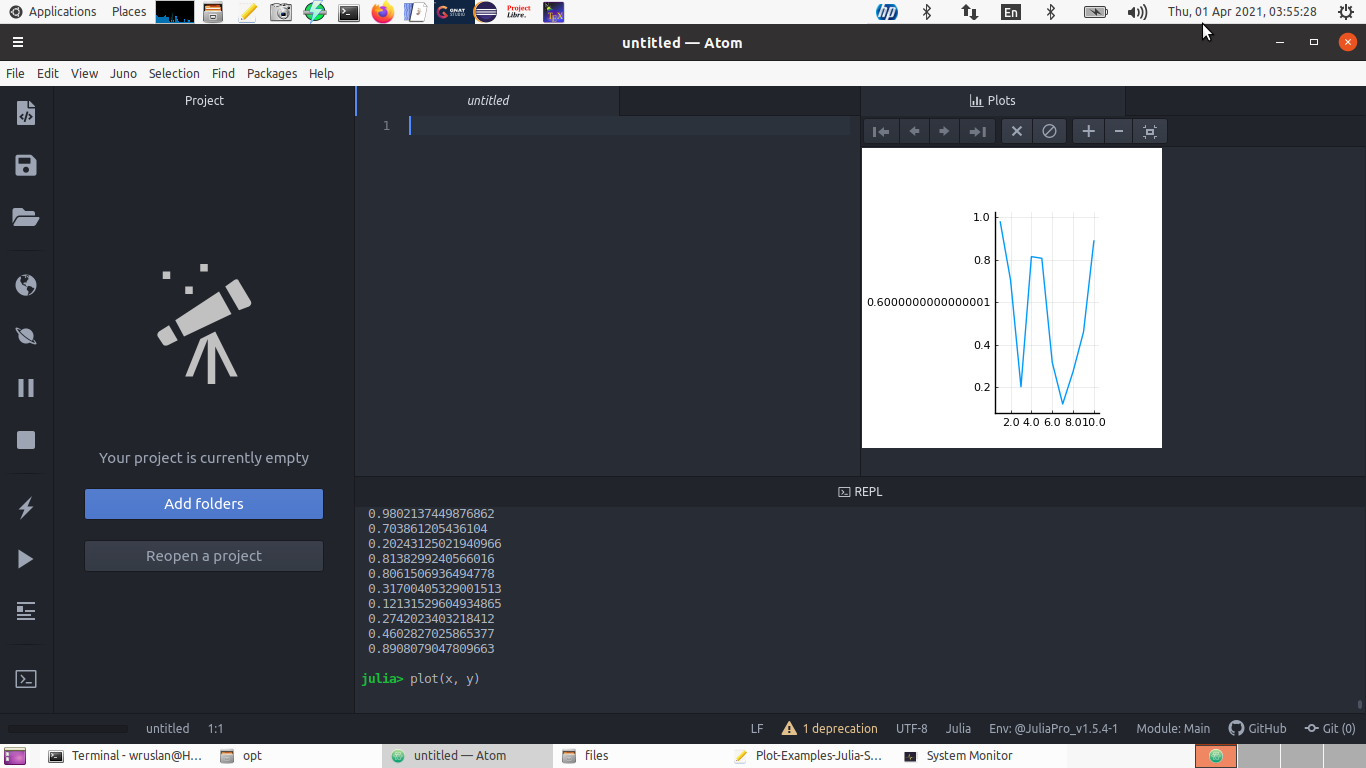 Applications Places En Thu, 01 Apr 2021, 03:55:28
untitled — Atom
File Edit View Juno Selection Find Packages Help
Project
untitled
Plots
1
1.0
0.8
0.6000000000000001
0.4
0.2
2.0 4.0 6.0 8.0 10.0
Your project is currently empty
Add folders
Reopen a project
REPL
0.9802137449876862
0.703861205436104
0.20243125021940966
0.8138299240566016
0.8061506936494778
0.31700405329001513
0.12131529604934865
0.2742023403218412
0.4602827025865377
0.8908079047809663
julia> plot(x, y)
untitled 1:1 LF 1 deprecation UTF-8 Julia Env: @JuliaPro_v1.5.4-1 Module: Main GitHub Git (0)
Terminal - wruslan@H... opt untitled — Atom files Plot-Examples-Julia-S... System Monitor